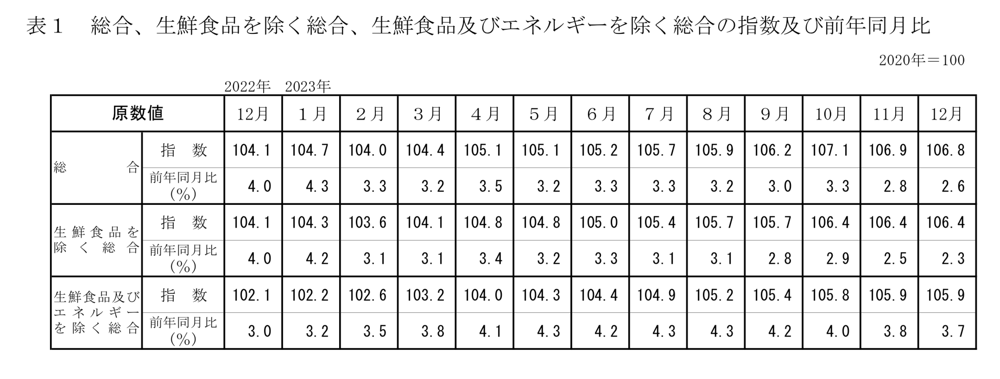 表１　総合、生鮮食品を除く総合、生鮮食品及びエネルギーを除く総合の指数及び前年同月比
2020年＝100
2022年 2023年
原数値 12月 １月 ２月 ３月 ４月 ５月 ６月 ７月 ８月 ９月 10月 11月 12月
総合 指数 104.1 104.7 104.0 104.4 105.1 105.1 105.2 105.7 105.9 106.2 107.1 106.9 106.8
前年同月比
(％) 4.0 4.3 3.3 3.2 3.5 3.2 3.3 3.3 3.2 3.0 3.3 2.8 2.6
生鮮食品を
除く総合
指数 104.1 104.3 103.6 104.1 104.8 104.8 105.0 105.4 105.7 105.7 106.4 106.4 106.4
前年同月比
(％) 4.0 4.2 3.1 3.1 3.4 3.2 3.3 3.1 3.1 2.8 2.9 2.5 2.3
生鮮食品及び
エネルギー
を除く総合
指数 102.1 102.2 102.6 103.2 104.0 104.3 104.4 104.9 105.2 105.4 105.8 105.9 105.9
前年同月比
(％) 3.0 3.2 3.5 3.8 4.1 4.3 4.2 4.3 4.3 4.2 4.0 3.8 3.7